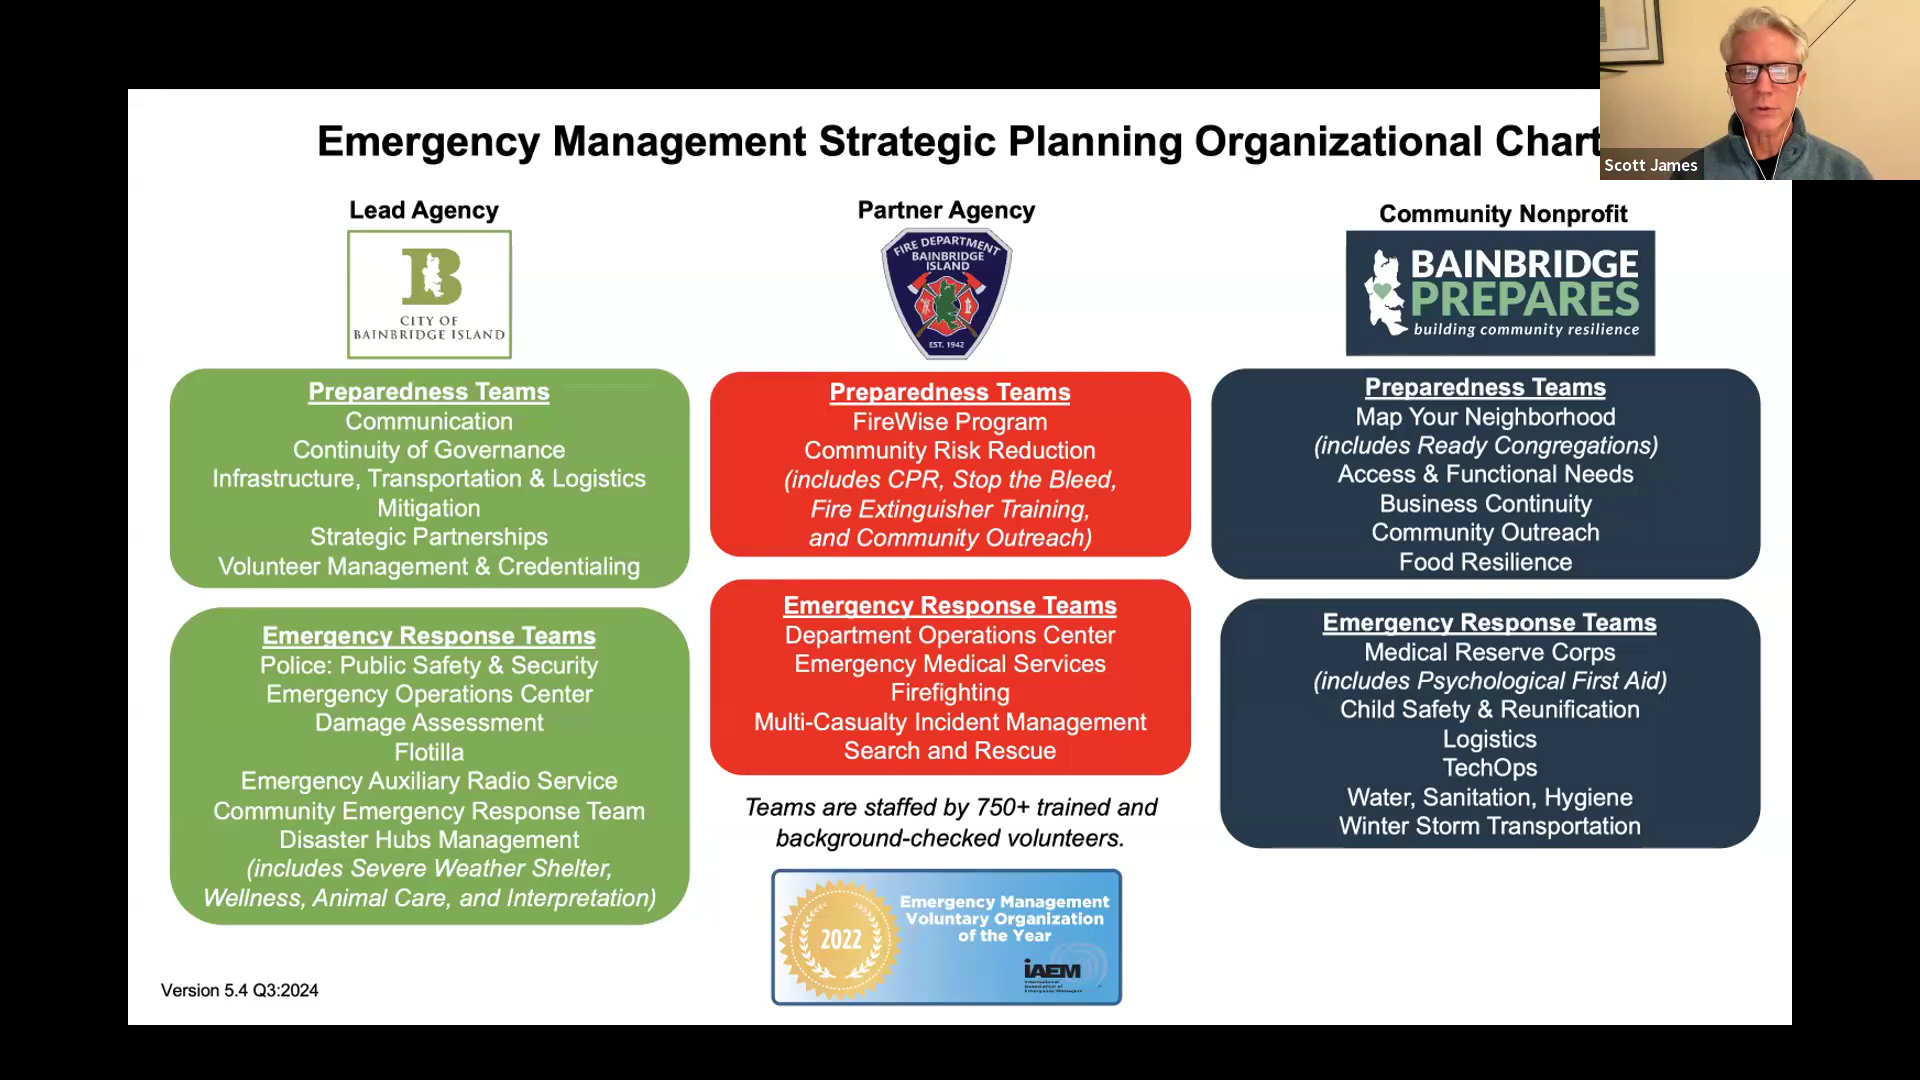 Scott James
Emergency Management Strategic Planning Organizational Chart
Lead Agency
CITY OF
BAINBRIDGE ISLAND
Preparedness Teams
Communication
Continuity of Governance
Infrastructure, Transportation & Logistics
Mitigation
Strategic Partnerships
Volunteer Management & Credentialing
Emergency Response Teams
Police: Public Safety & Security
Emergency Operations Center
Damage Assessment
Flotilla
Emergency Auxiliary Radio Service
Community Emergency Response Team
Disaster Hubs Management
(includes Severe Weather Shelter,
Wellness, Animal Care, and Interpretation)
Version 5.4 Q3:2024
Partner Agency
FIRE DEPARTMENT
BAINBRIDGE
ISLAND
EST. 1942
Preparedness Teams
FireWise Program
Community Risk Reduction
(includes CPR, Stop the Bleed,
Fire Extinguisher Training,
and Community Outreach)
Emergency Response Teams
Department Operations Center
Emergency Medical Services
Firefighting
Multi-Casualty Incident Management
Search and Rescue
Teams are staffed by 750+ trained and
background-checked volunteers.
2022
Emergency Management
Voluntary Organization
of the Year
iAEM
International
Association of
Emergency Managers
Community Nonprofit
BAINBRIDGE
PREPARES
building community resilience
Preparedness Teams
Map Your Neighborhood
(includes Ready Congregations)
Access & Functional Needs
Business Continuity
Community Outreach
Food Resilience
Emergency Response Teams
Medical Reserve Corps
(includes Psychological First Aid)
Child Safety & Reunification
Logistics
TechOps
Water, Sanitation, Hygiene
Winter Storm Transportation